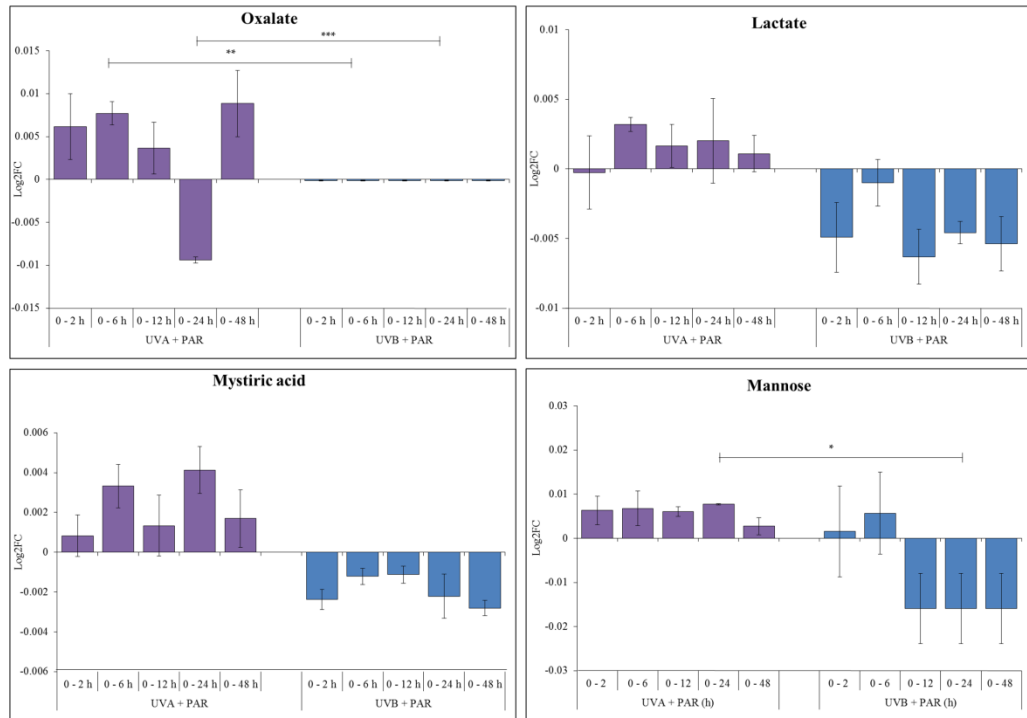 Oxalate
***
**
0.015
0.01
0.005
0
-0.005
-0.01
-0.015
Log2FC
0 - 2 h 0 - 6 h 0 - 12 h 0 - 24 h 0 - 48 h 0 - 2 h 0 - 6 h 0 - 12 h 0 - 24 h 0 - 48 h
UVA + PAR UVB + PAR
Lactate
0.01
0.005
0
-0.005
-0.01
Log2FC
0 - 2 h 0 - 6 h 0 - 12 h 0 - 24 h 0 - 48 h 0 - 2 h 0 - 6 h 0 - 12 h 0 - 24 h 0 - 48 h
UVA + PAR UVB + PAR
Mystiric acid
0.006
0.004
0.002
0
-0.002
-0.004
-0.006
Log2FC
0 - 2 h 0 - 6 h 0 - 12 h 0 - 24 h 0 - 48 h 0 - 2 h 0 - 6 h 0 - 12 h 0 - 24 h 0 - 48 h
UVA + PAR UVB + PAR
Mannose
*
0.03
0.02
0.01
0
-0.01
-0.02
-0.03
Log2FC
0 - 2 0 - 6 0 - 12 0 - 24 0 - 48 0 - 2 0 - 6 0 - 12 0 - 24 0 - 48
UVA + PAR (h) UVB + PAR (h)